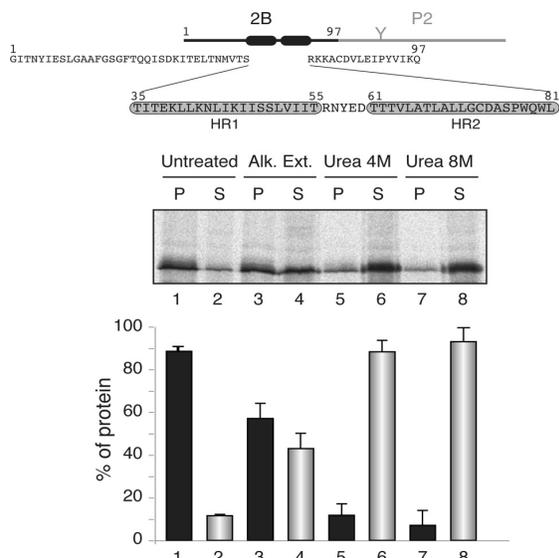 2B P2
1 97 Y
1 97
GITNYIESLGAAFGSGFTQQISDKITELTNMVTS RKKACDVLEIPYVIKQ
35 55 61 81
TITEKLLKNLIKIISSLVIIT RNYED TTTVLATLALLGCDASPWQWL
HR1 HR2
Untreated Alk. Ext. Urea 4M Urea 8M
P S P S P S P S
1 2 3 4 5 6 7 8
100
80
60
40
20
0
% of protein
1 2 3 4 5 6 7 8